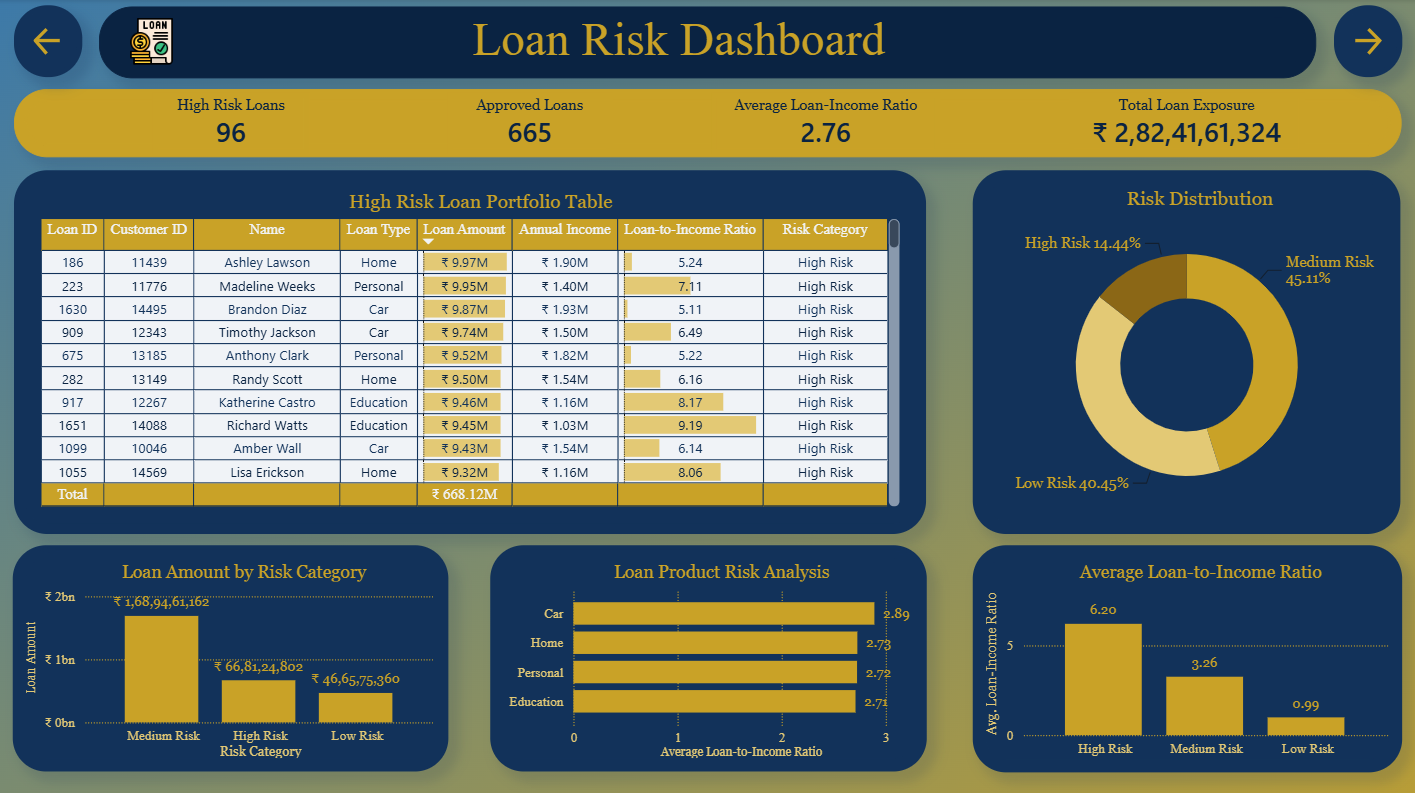 LOAN
Loan Risk Dashboard
High Risk Loans
96
Approved Loans
665
Average Loan-Income Ratio
2.76
Total Loan Exposure
₹ 2,82,41,61,324
High Risk Loan Portfolio Table
Loan ID Customer ID Name Loan Type Loan Amount Annual Income Loan-to-Income Ratio Risk Category
186 11439 Ashley Lawson Home ₹ 9.97M ₹ 1.90M 5.24 High Risk
223 11776 Madeline Weeks Personal ₹ 9.95M ₹ 1.40M 7.11 High Risk
1630 14495 Brandon Diaz Car ₹ 9.87M ₹ 1.93M 5.11 High Risk
909 12343 Timothy Jackson Car ₹ 9.74M ₹ 1.50M 6.49 High Risk
675 13185 Anthony Clark Personal ₹ 9.52M ₹ 1.82M 5.22 High Risk
282 13149 Randy Scott Home ₹ 9.50M ₹ 1.54M 6.16 High Risk
917 12267 Katherine Castro Education ₹ 9.46M ₹ 1.16M 8.17 High Risk
1651 14088 Richard Watts Education ₹ 9.45M ₹ 1.03M 9.19 High Risk
1099 10046 Amber Wall Car ₹ 9.43M ₹ 1.54M 6.14 High Risk
1055 14569 Lisa Erickson Home ₹ 9.32M ₹ 1.16M 8.06 High Risk
Total ₹ 668.12M
Risk Distribution
High Risk 14.44%
Medium Risk
45.11%
Low Risk 40.45%
Loan Amount by Risk Category
Loan Amount
₹ 2bn
₹ 1bn
₹ 0bn
₹ 1,68,94,61,162
₹ 66,81,24,802
₹ 46,65,75,360
Medium Risk High Risk Low Risk
Risk Category
Loan Product Risk Analysis
Car 2.89
Home 2.73
Personal 2.72
Education 2.71
0 1 2 3
Average Loan-to-Income Ratio
Average Loan-to-Income Ratio
Avg. Loan-Income Ratio
5
0
6.20
3.26
0.99
High Risk Medium Risk Low Risk